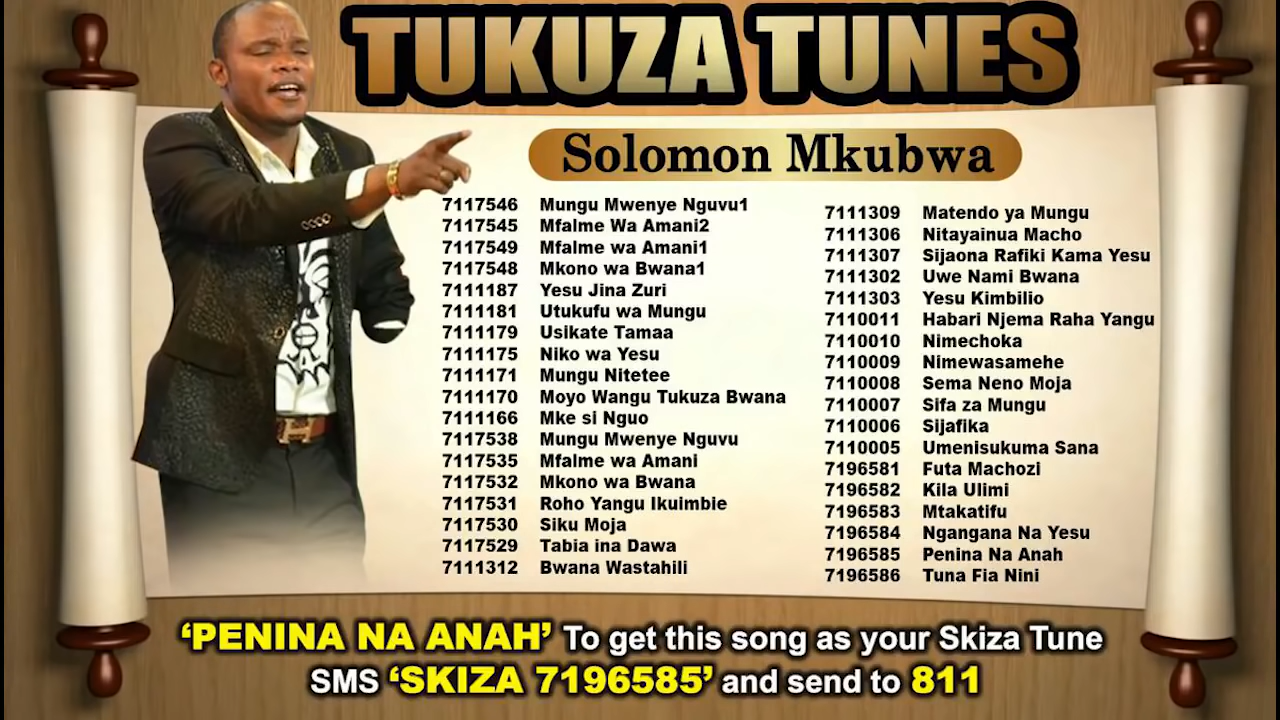 TUKUZA TUNES
Solomon Mkubwa
7117546 Mungu Mwenye Nguvu1
7117545 Mfalme Wa Amani2
7117549 Mfalme wa Amani1
7117548 Mkono wa Bwana1
7111187 Yesu Jina Zuri
7111181 Utukufu wa Mungu
7111179 Usikate Tamaa
7111175 Niko wa Yesu
7111171 Mungu Nitetee
7111170 Moyo Wangu Tukuza Bwana
7111166 Mke si Nguo
7117538 Mungu Mwenye Nguvu
7117535 Mfalme wa Amani
7117532 Mkono wa Bwana
7117531 Roho Yangu Ikuimbie
7117530 Siku Moja
7117529 Tabia ina Dawa
7111312 Bwana Wastahili
7111309 Matendo ya Mungu
7111306 Nitayainua Macho
7111307 Sijaona Rafiki Kama Yesu
7111302 Uwe Nami Bwana
7111303 Yesu Kimbilio
7110011 Habari Njema Raha Yangu
7110010 Nimechoka
7110009 Nimewasamehe
7110008 Sema Neno Moja
7110007 Sifa za Mungu
7110006 Sijafika
7110005 Umenisukuma Sana
7196581 Futa Machozi
7196582 Kila Ulimi
7196583 Mtakatifu
7196584 Ngangana Na Yesu
7196585 Penina Na Anah
7196586 Tuna Fia Nini
‘PENINA NA ANAH’ To get this song as your Skiza Tune
SMS ‘SKIZA 7196585’ and send to 811